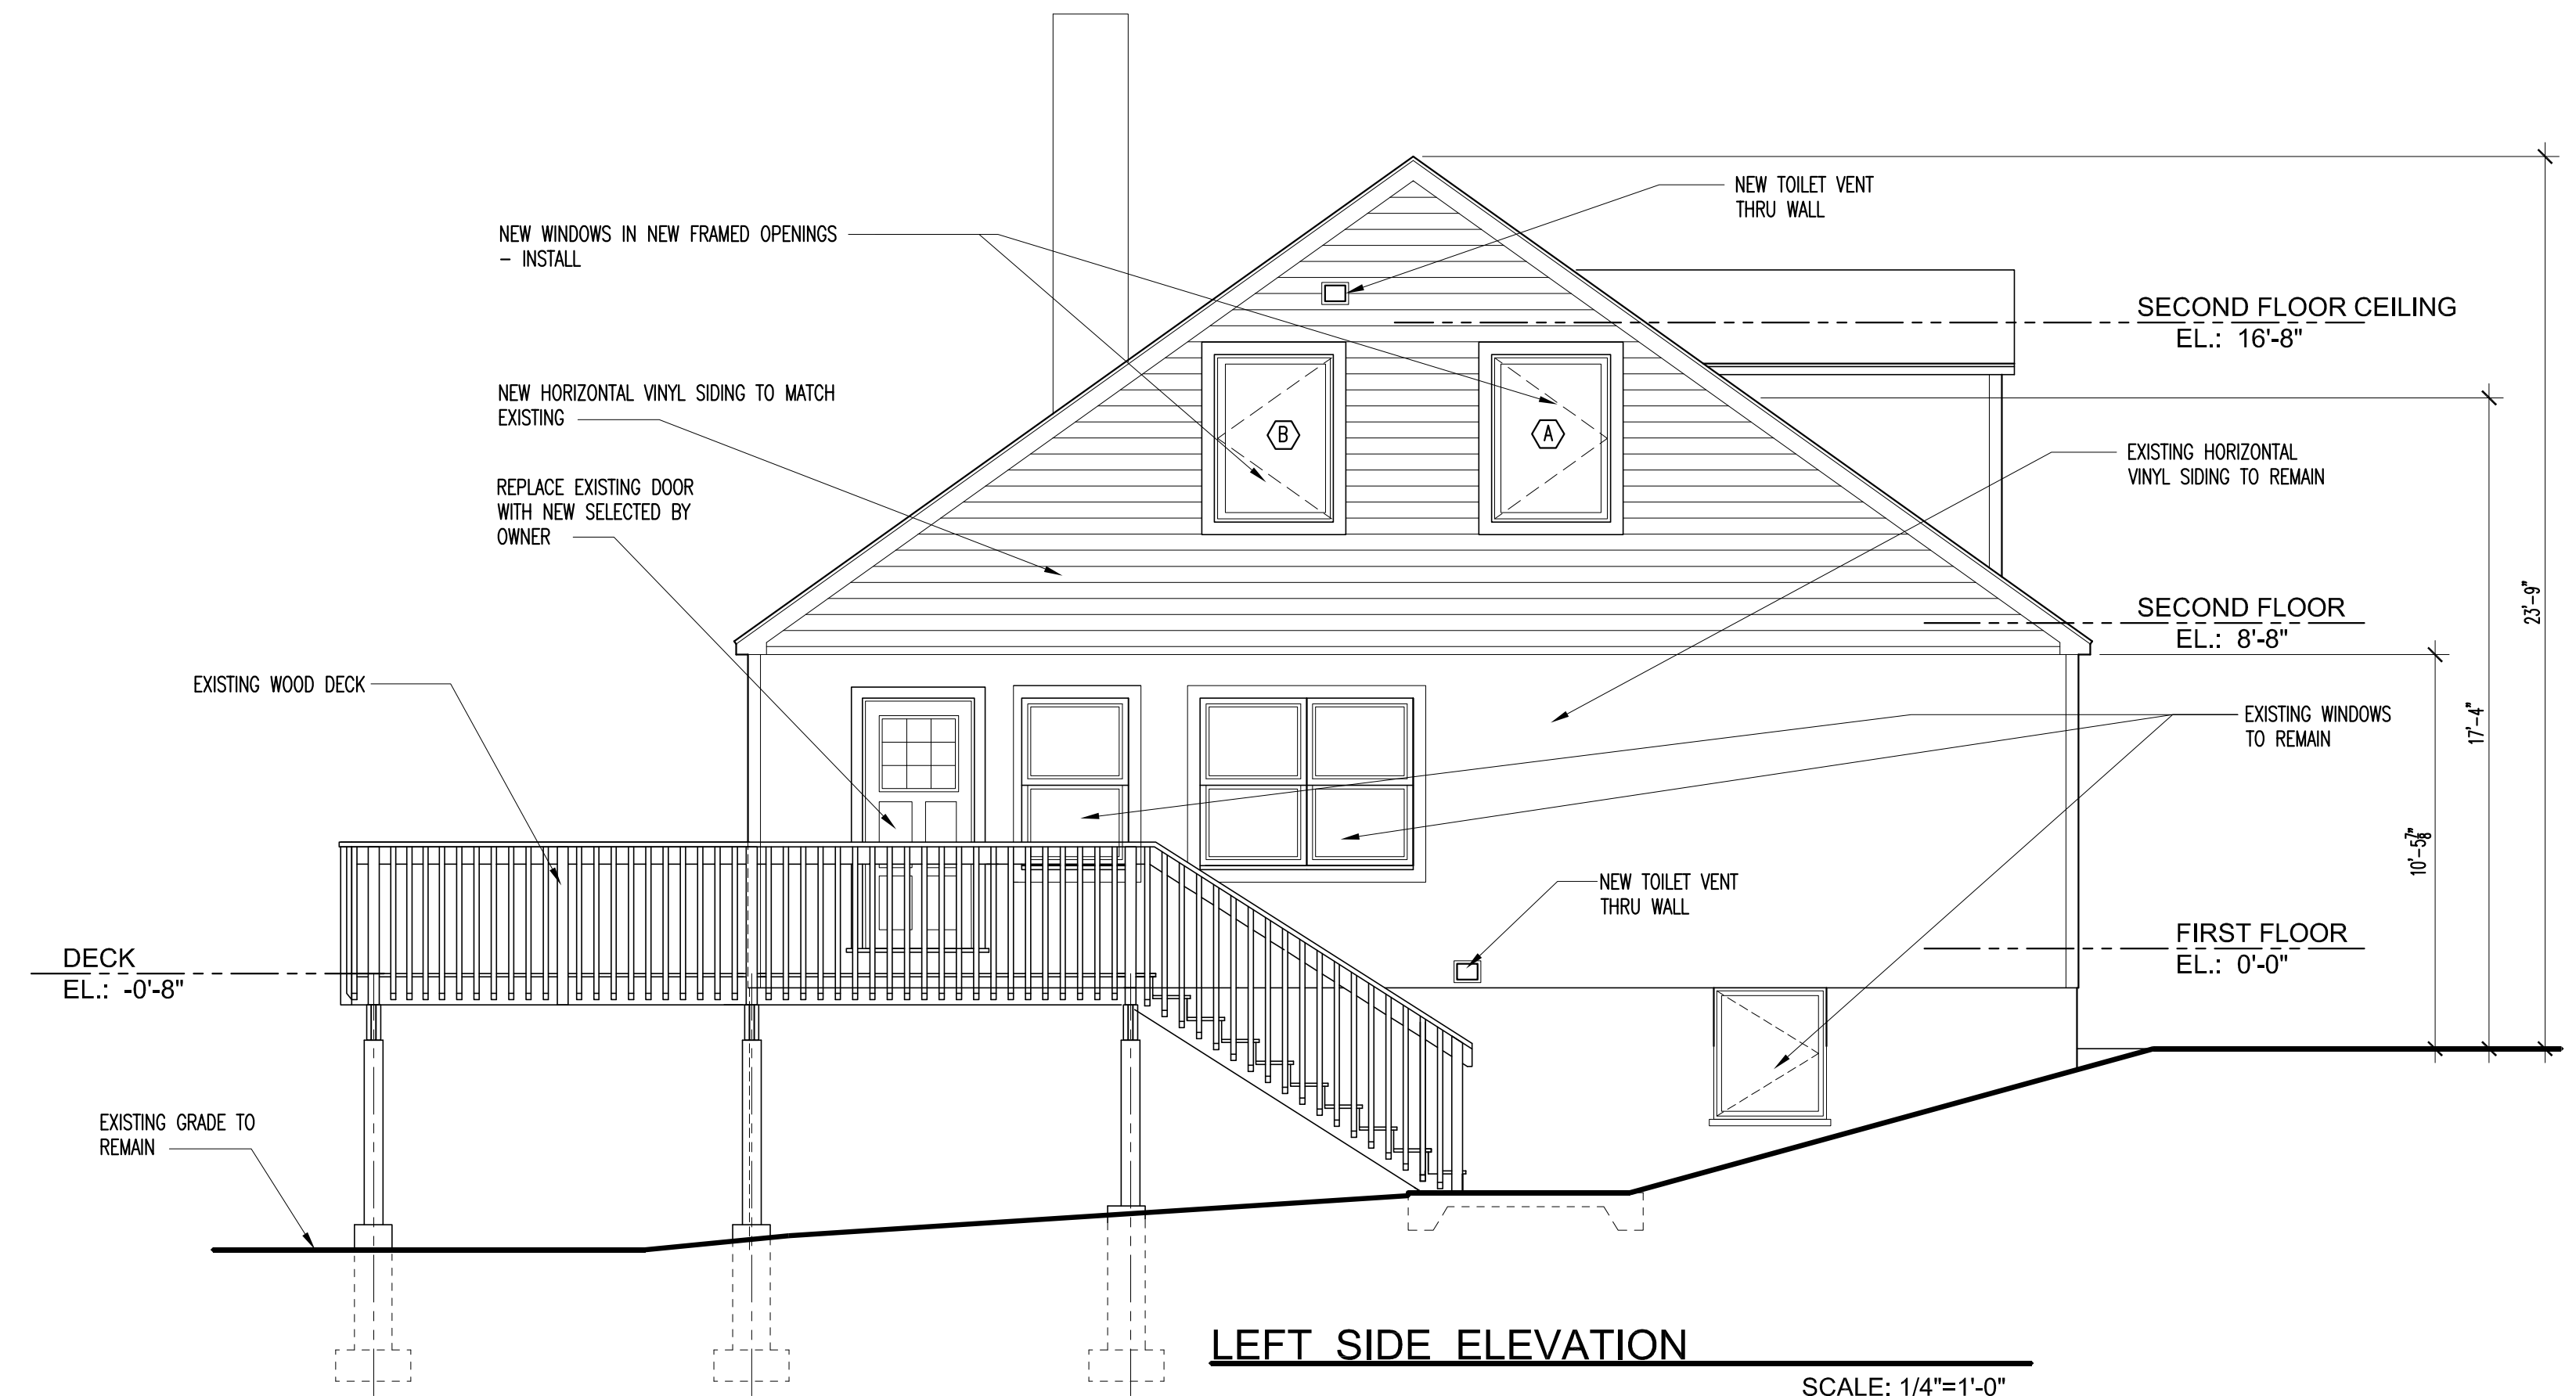 NEW TOILET VENT
THRU WALL
NEW WINDOWS IN NEW FRAMED OPENINGS
– INSTALL
SECOND FLOOR CEILING
EL.: 16'-8"
NEW HORIZONTAL VINYL SIDING TO MATCH
EXISTING
B
A
EXISTING HORIZONTAL
VINYL SIDING TO REMAIN
REPLACE EXISTING DOOR
WITH NEW SELECTED BY
OWNER
23'-9"
SECOND FLOOR
EL.: 8'-8"
EXISTING WOOD DECK
EXISTING WINDOWS
TO REMAIN
17'-4"
10'-5⅞"
NEW TOILET VENT
THRU WALL
FIRST FLOOR
EL.: 0'-0"
DECK
EL.: -0'-8"
EXISTING GRADE TO
REMAIN
LEFT SIDE ELEVATION
SCALE: 1/4"=1'-0"